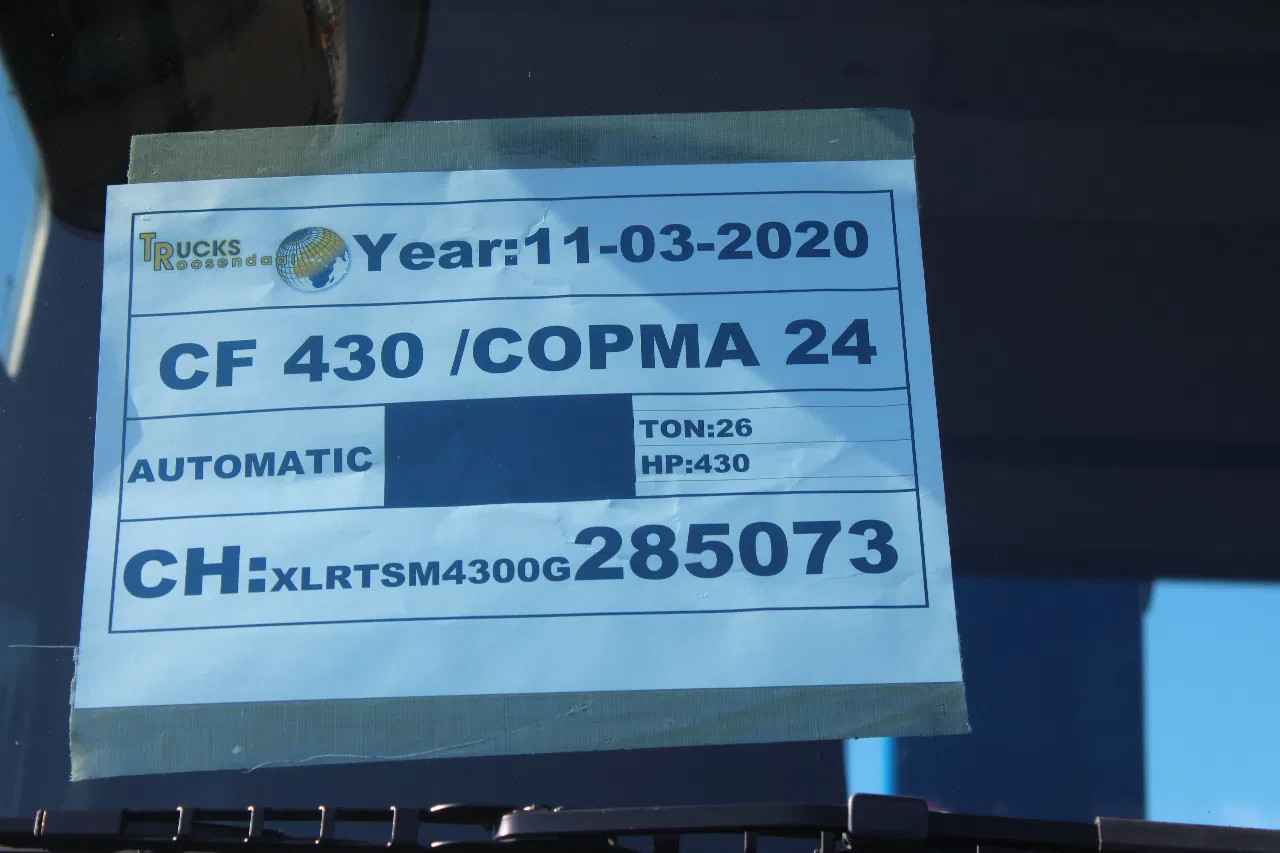 TRUCKS
Roosendaal
Year:11-03-2020
CF 430 /COPMA 24
AUTOMATIC
TON:26
HP:430
CH:XLRTSM4300G285073